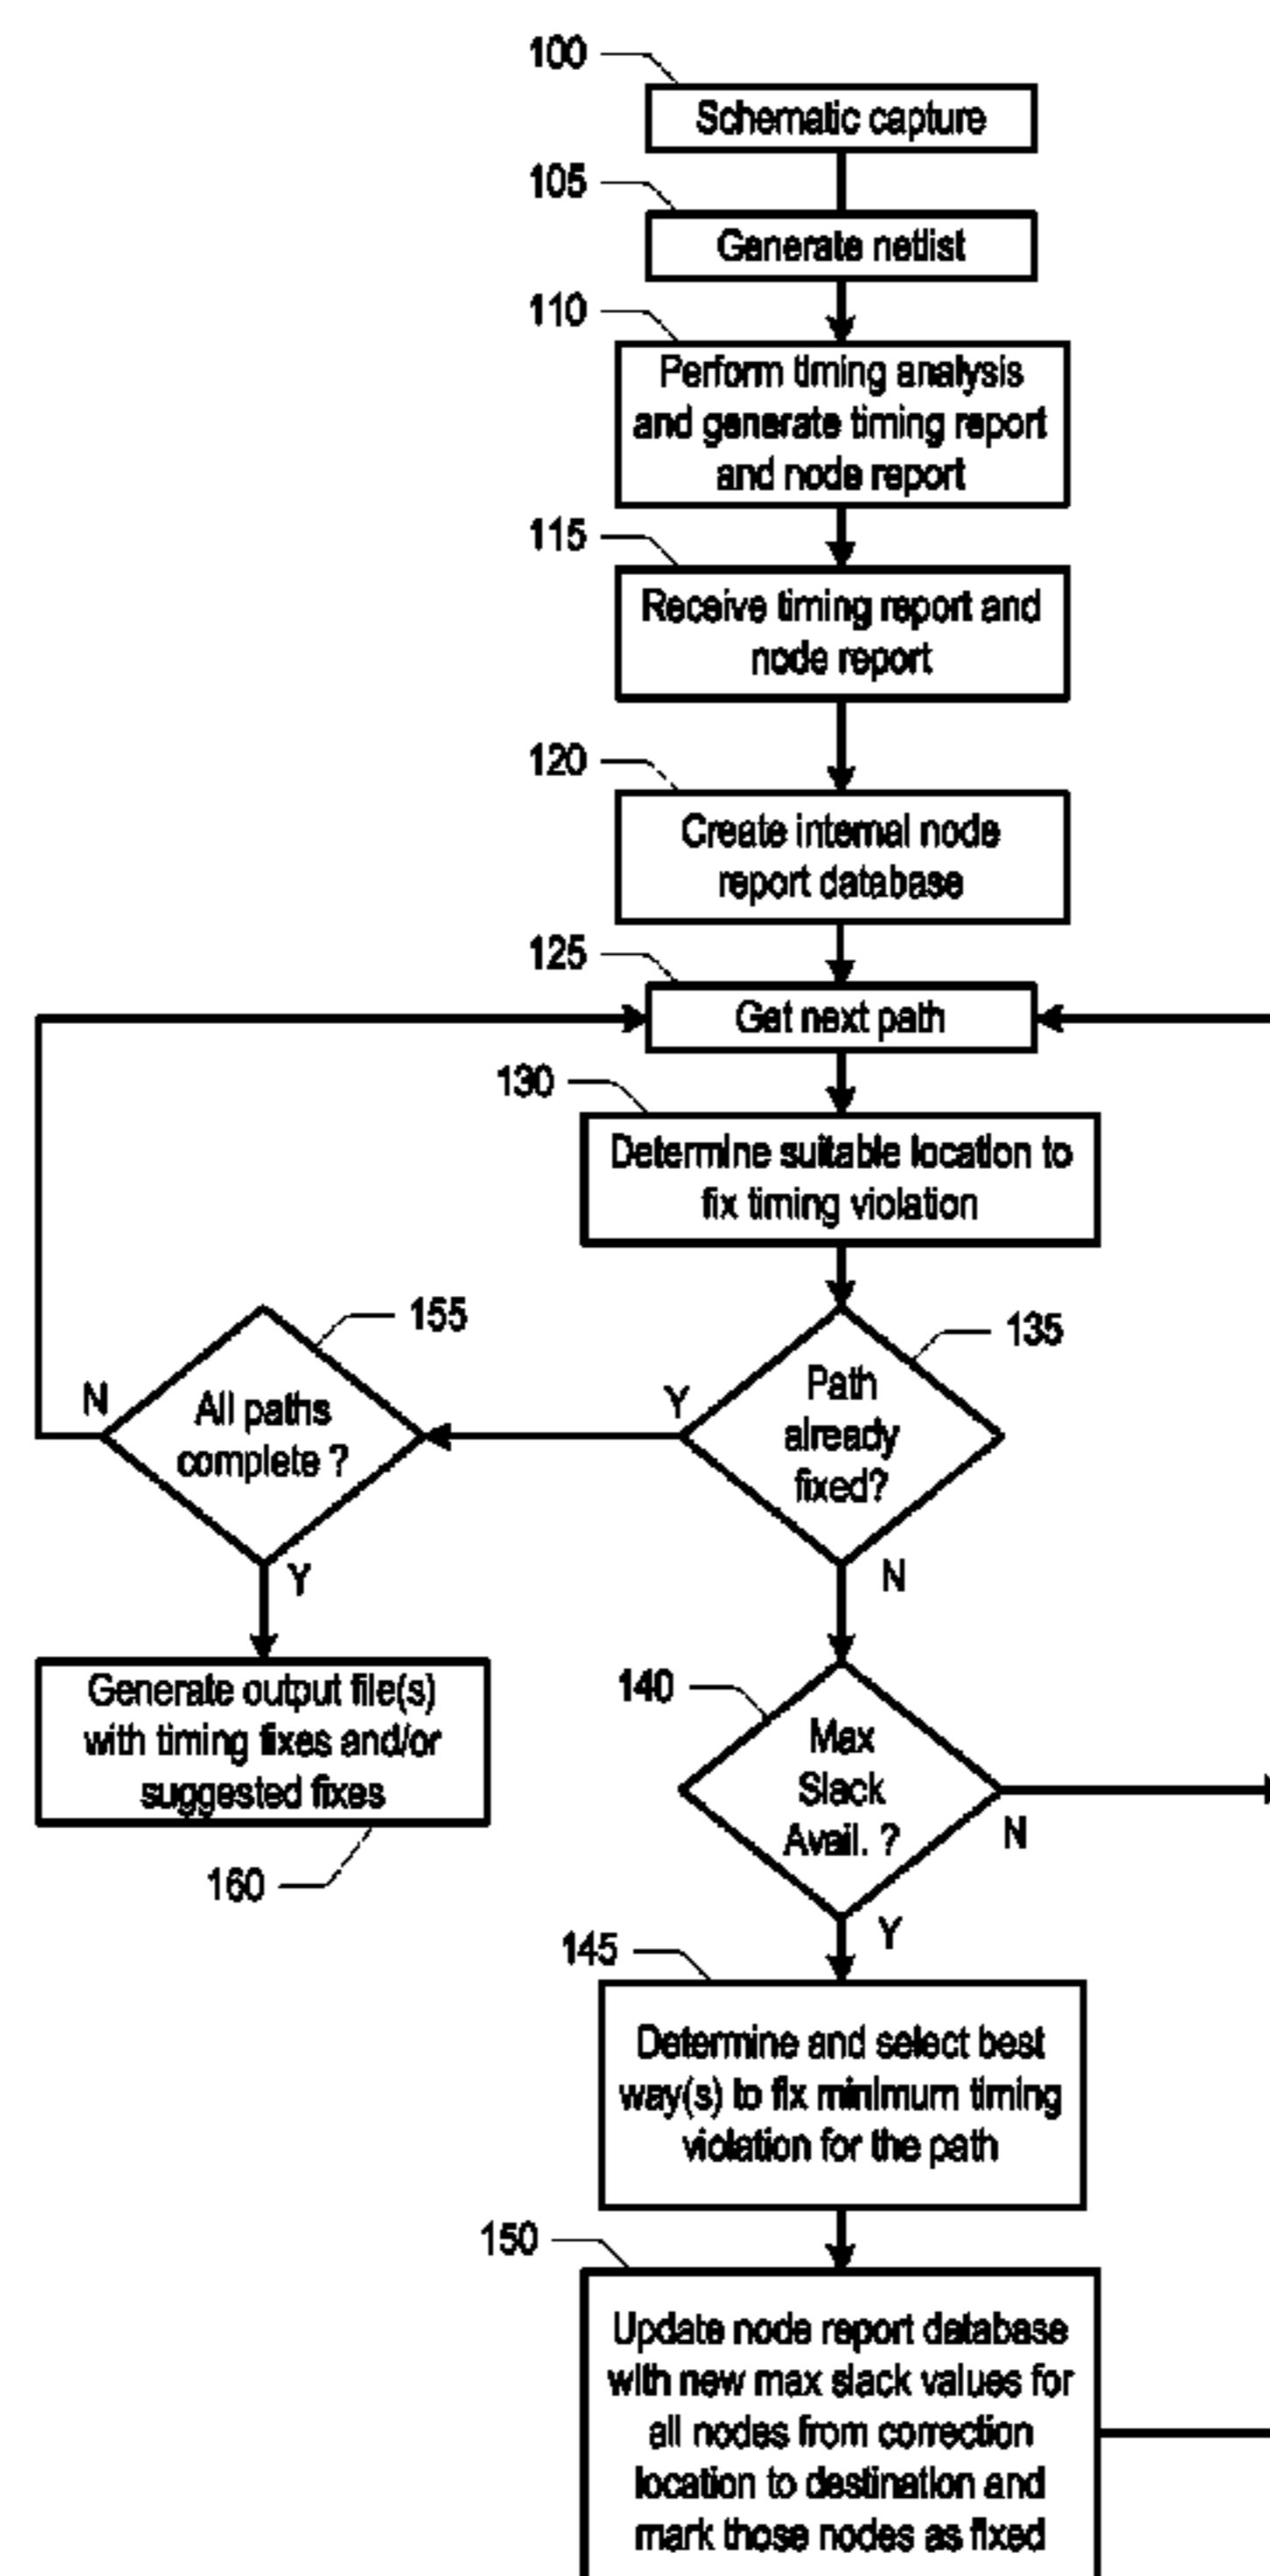 100
Schematic capture
105
Generate netlist
110
Perform timing analysis
and generate timing report
and node report
115
Receive timing report and
node report
120
Create internal node
report database
125
Get next path
130
Determine suitable location to
fix timing violation
155
135
N
All paths
complete ?
Y
Path
already
fixed?
Y
N
Generate output file(s)
with timing fixes and/or
suggested fixes
160
140
Max
Slack
Avail. ?
N
Y
145
Determine and select best
way(s) to fix minimum timing
violation for the path
150
Update node report database
with new max slack values for
all nodes from correction
location to destination and
mark those nodes as fixed